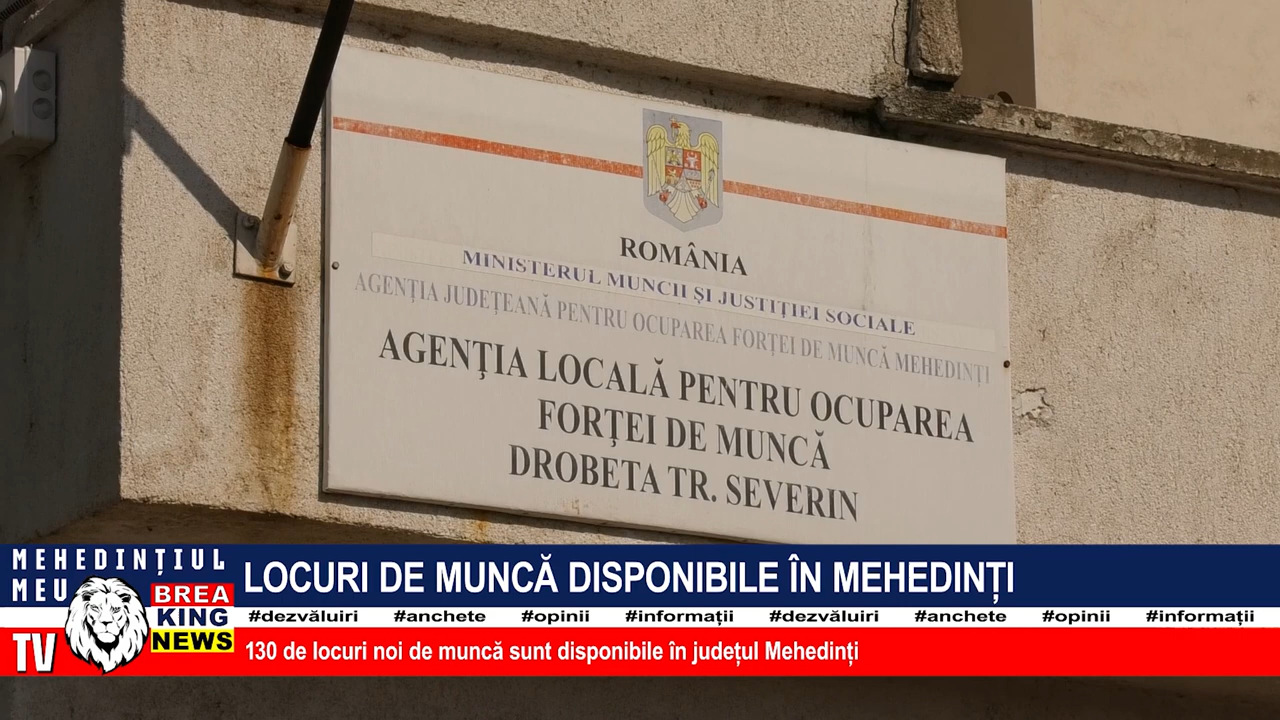 ROMÂNIA
MINISTERUL MUNCII ȘI JUSTIȚIEI SOCIALE
AGENȚIA JUDEȚEANĂ PENTRU OCUPAREA FORȚEI DE MUNCĂ MEHEDINȚI
AGENȚIA LOCALĂ PENTRU OCUPAREA
FORȚEI DE MUNCĂ
DROBETA TR. SEVERIN
MEHEDINȚIUL
MEU
TV
BREA
KING
NEWS
LOCURI DE MUNCĂ DISPONIBILE ÎN MEHEDINȚI
#dezvăluiri #anchete #opinii #informații #dezvăluiri #anchete #opinii #informații
130 de locuri noi de muncă sunt disponibile în județul Mehedinți